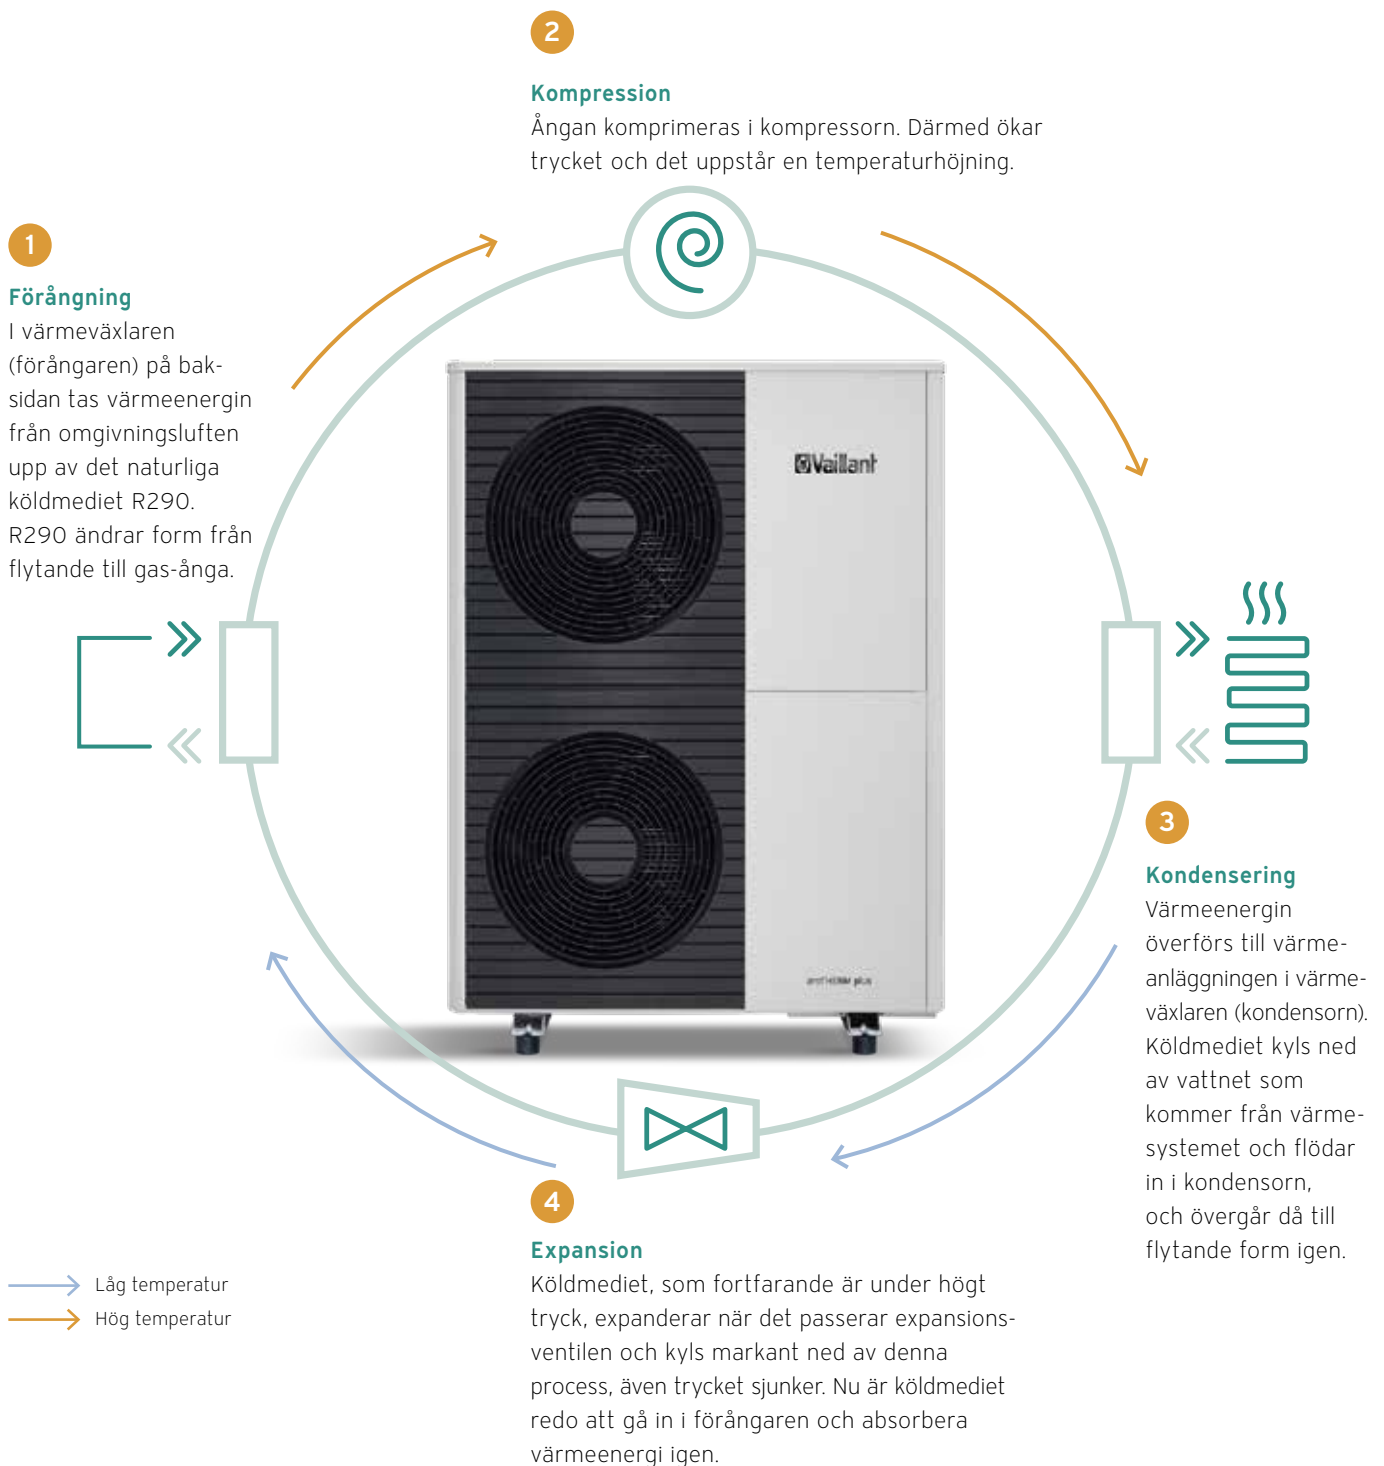 2
Kompression
Ångan komprimeras i kompressorn. Därmed ökar
trycket och det uppstår en temperaturhöjning.
1
Förångning
I värmeväxlaren
(förångaren) på bak-
sidan tas värmeenergin
från omgivningsluften
upp av det naturliga
köldmediet R290.
R290 ändrar form från
flytande till gas-ånga.
Vaillant
plus
3
Kondensering
Värmeenergin
överförs till värme-
anläggningen i värme-
växlaren (kondensorn).
Köldmediet kyls ned
av vattnet som
kommer från värme-
systemet och flödar
in i kondensorn,
och övergår då till
flytande form igen.
4
Expansion
Köldmediet, som fortfarande är under högt
tryck, expanderar när det passerar expansions-
ventilen och kyls markant ned av denna
process, även trycket sjunker. Nu är köldmediet
redo att gå in i förångaren och absorbera
värmeenergi igen.
Låg temperatur
Hög temperatur